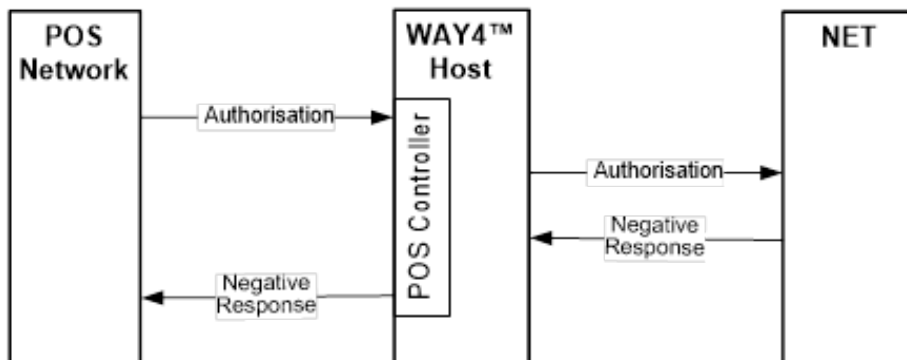 POS
Network
WAY4™
Host
NET
Authorisation
POS Controller
Authorisation
Negative
Response
Negative
Response